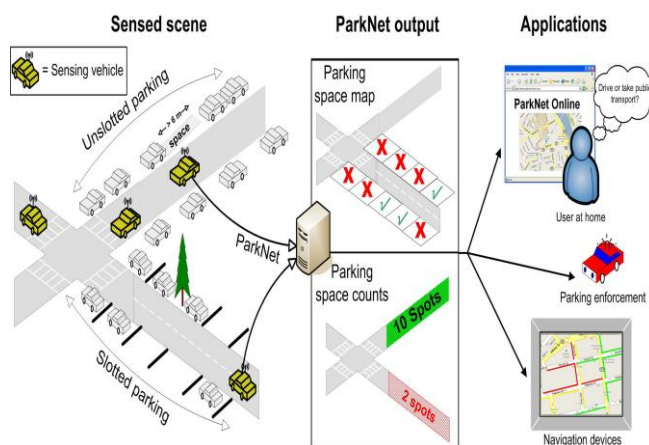 Sensed scene
= Sensing vehicle
Unslotted parking
< > 6 m
space
ParkNet
Slotted parking
ParkNet output
Parking
space map
X
X
X
X
X
X
√
√
√
X
Parking
space counts
10 Spots
2 spots
Applications
ParkNet Online
Drive or take public
transport?
User at home
Parking enforcement
Navigation devices